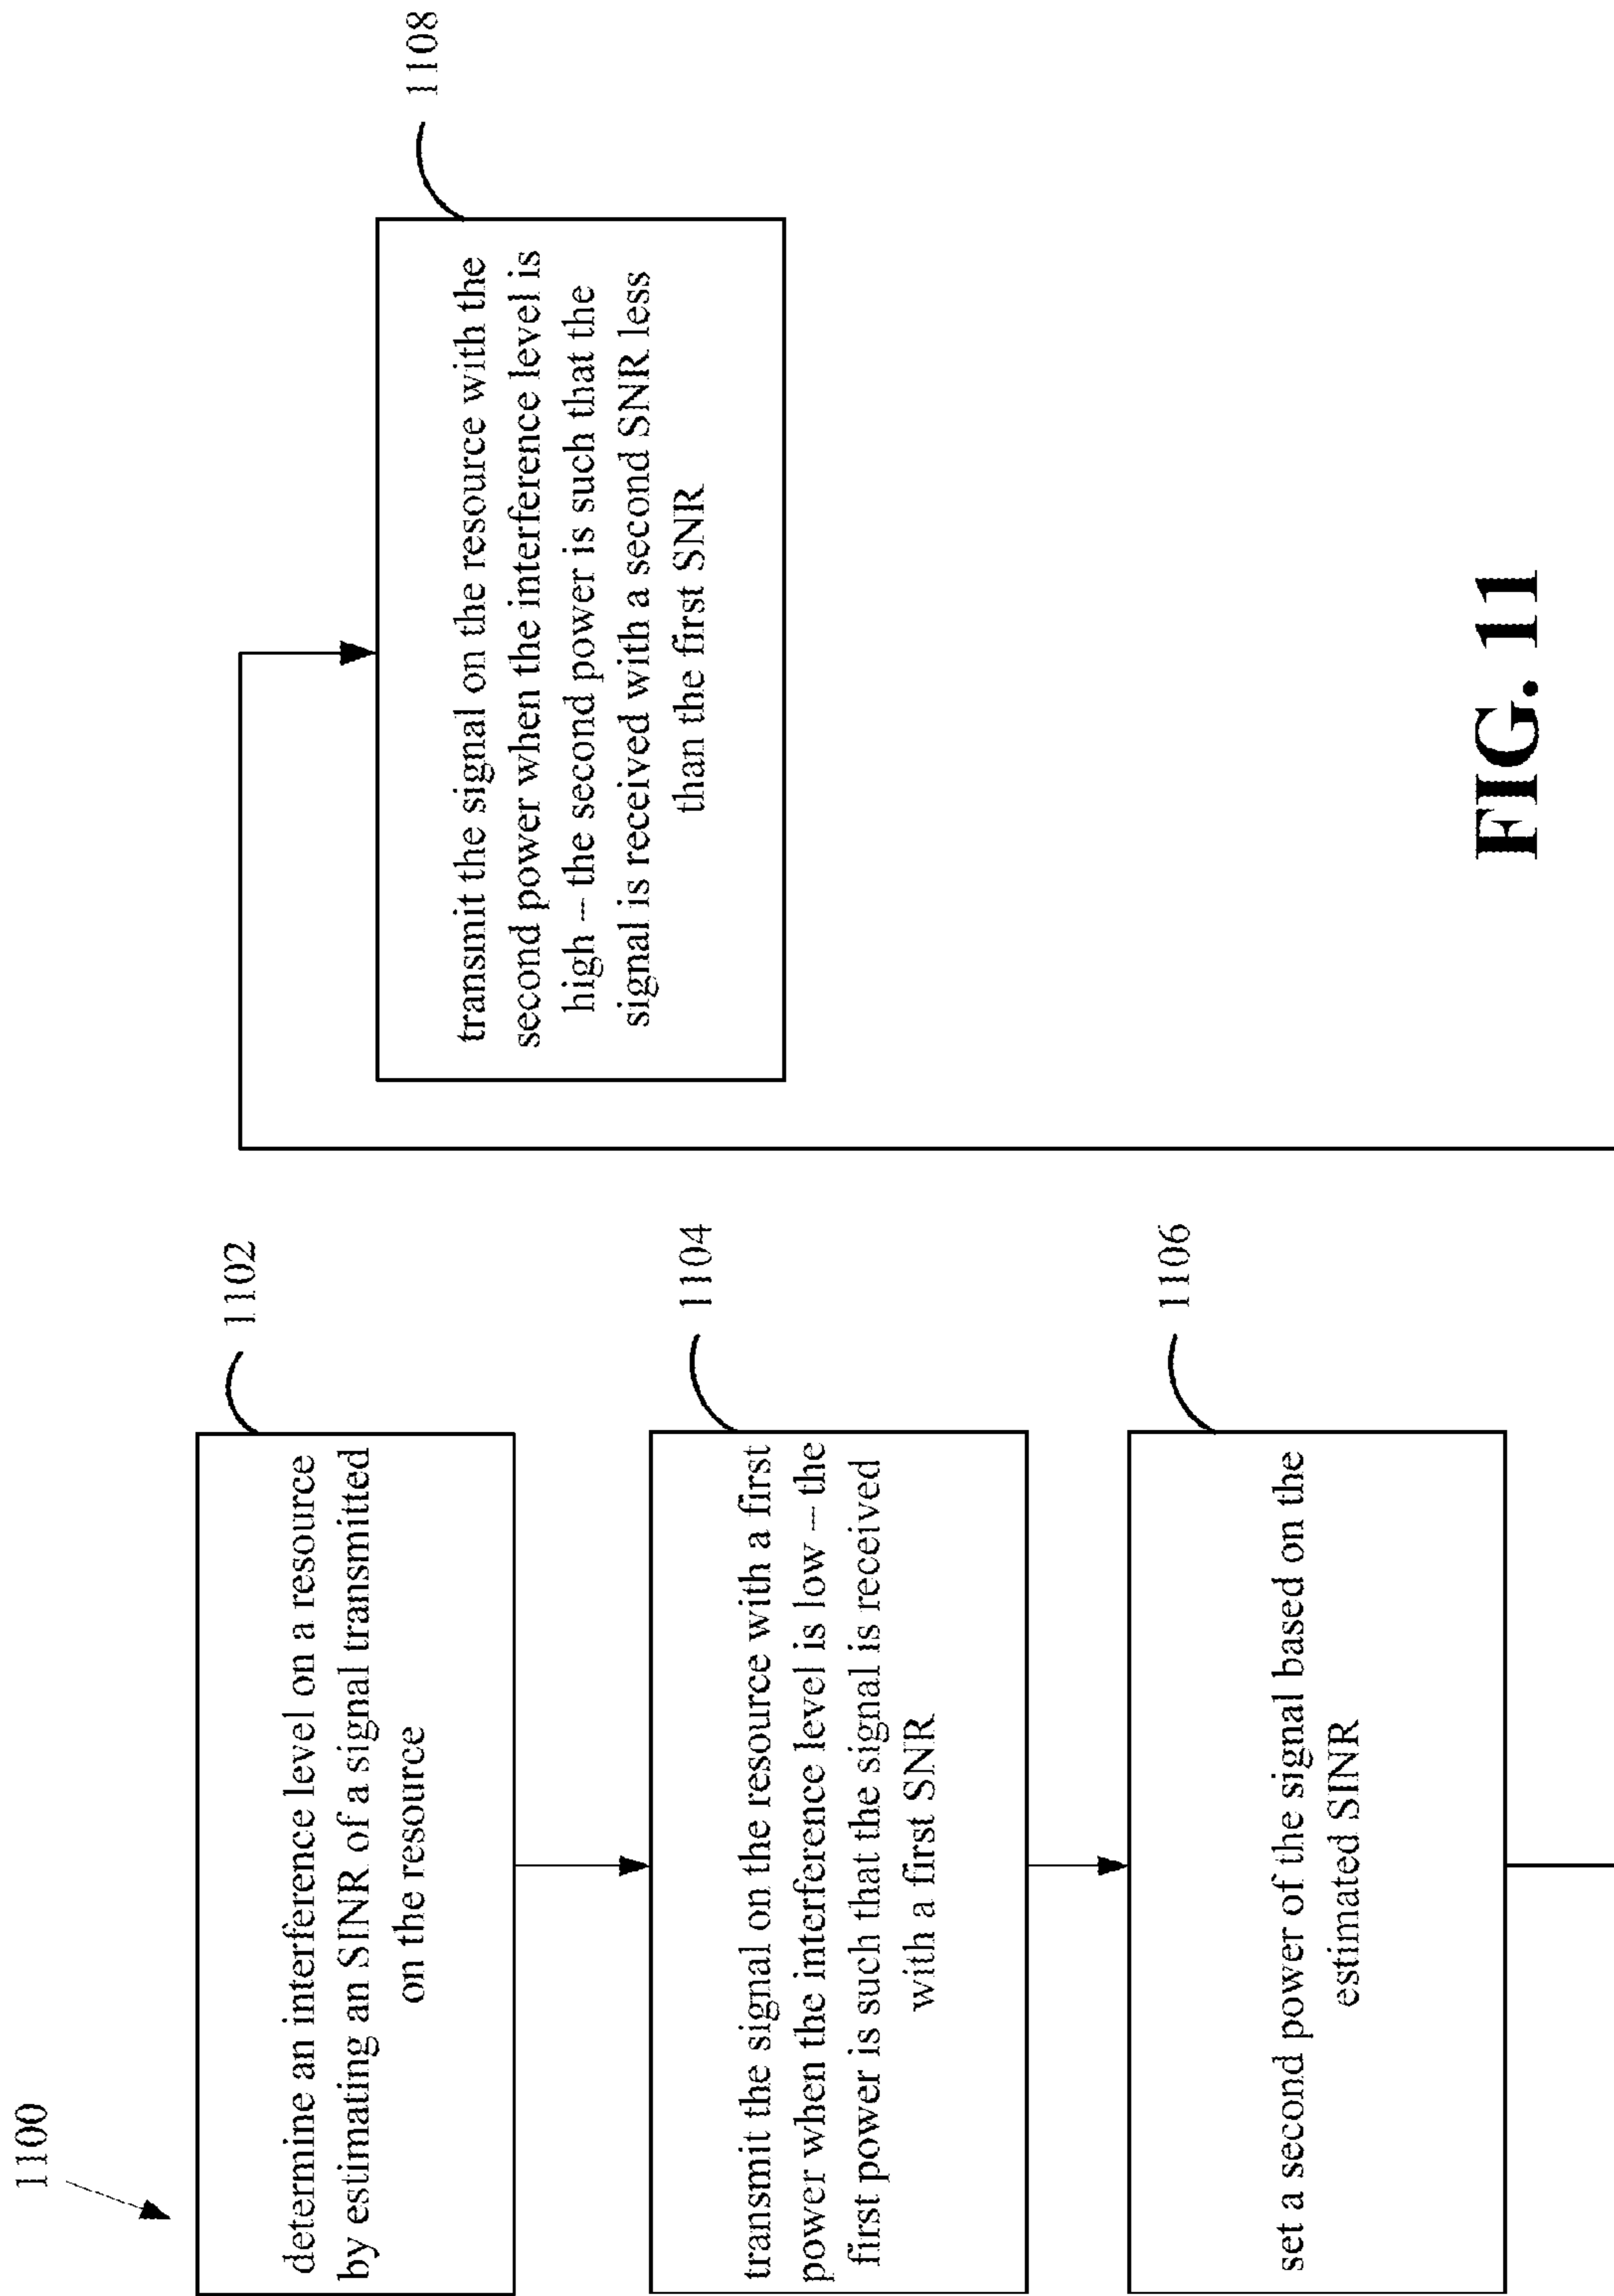 1100
determine an interference level on a resource
by estimating an SINR of a signal transmitted
on the resource
1102
transmit the signal on the resource with a first
power when the interference level is low – the
first power is such that the signal is received
with a first SNR
1104
set a second power of the signal based on the
estimated SINR
1106
transmit the signal on the resource with the
second power when the interference level is
high – the second power is such that the
signal is received with a second SNR less
than the first SNR
1108
FIG. 11